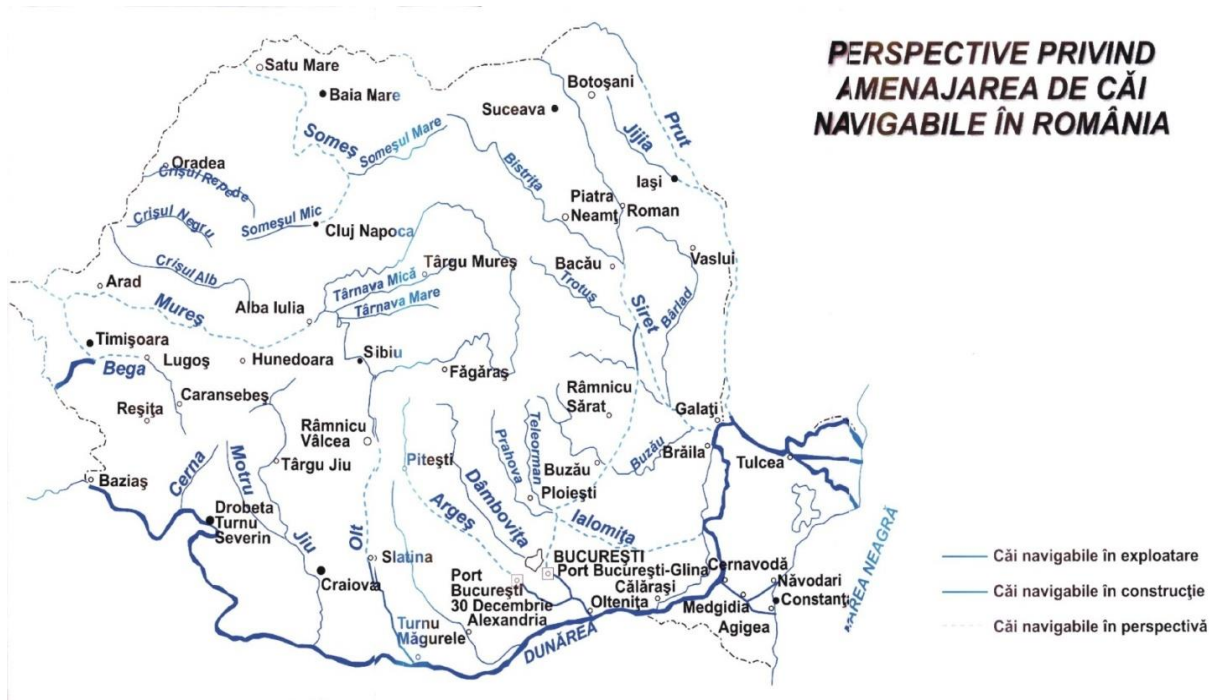 PERSPECTIVE PRIVIND
AMENAJAREA DE CĂI
NAVIGABILE ÎN ROMÂNIA
Satu Mare
Baia Mare
Botoşani
Suceava
Prut
Jijia
Someş
Someşul Mare
Oradea
Crişul Repede
Bistriţa
Iaşi
Piatra
Neamţ
Roman
Crişul Negru
Someşul Mic
Cluj Napoca
Vaslui
Crişul Alb
Târgu Mureş
Bacău
Târnava Mică
Trotuş
Arad
Alba Iulia
Târnava Mare
Mureş
Siret
Bârlad
Timişoara
Lugoş
Hunedoara
Sibiu
Făgăraş
Bega
Caransebeş
Reşiţa
Râmnicu
Sărat
Galaţi
Râmnicu
Vâlcea
Teleorman
Prahova
Buzău
Brăila
Cerna
Motru
Târgu Jiu
Piteşti
Buzău
Tulcea
Baziaş
Dâmboviţa
Ploieşti
Drobeta
Turnu
Severin
Argeş
Ialomiţa
Jiu
Olt
Slatina
BUCUREŞTI
Port Bucureşti-Glina
Cernavodă
Craiova
Port
Bucureşti
30 Decembrie
Călăraşi
Năvodari
Olteniţa
Medgidia
Constanţ
Alexandria
Agigea
Turnu
Măgurele
DUNĂREA
MAREA NEAGRĂ
Căi navigabile în exploatare
Căi navigabile în construcţie
Căi navigabile în perspectivă